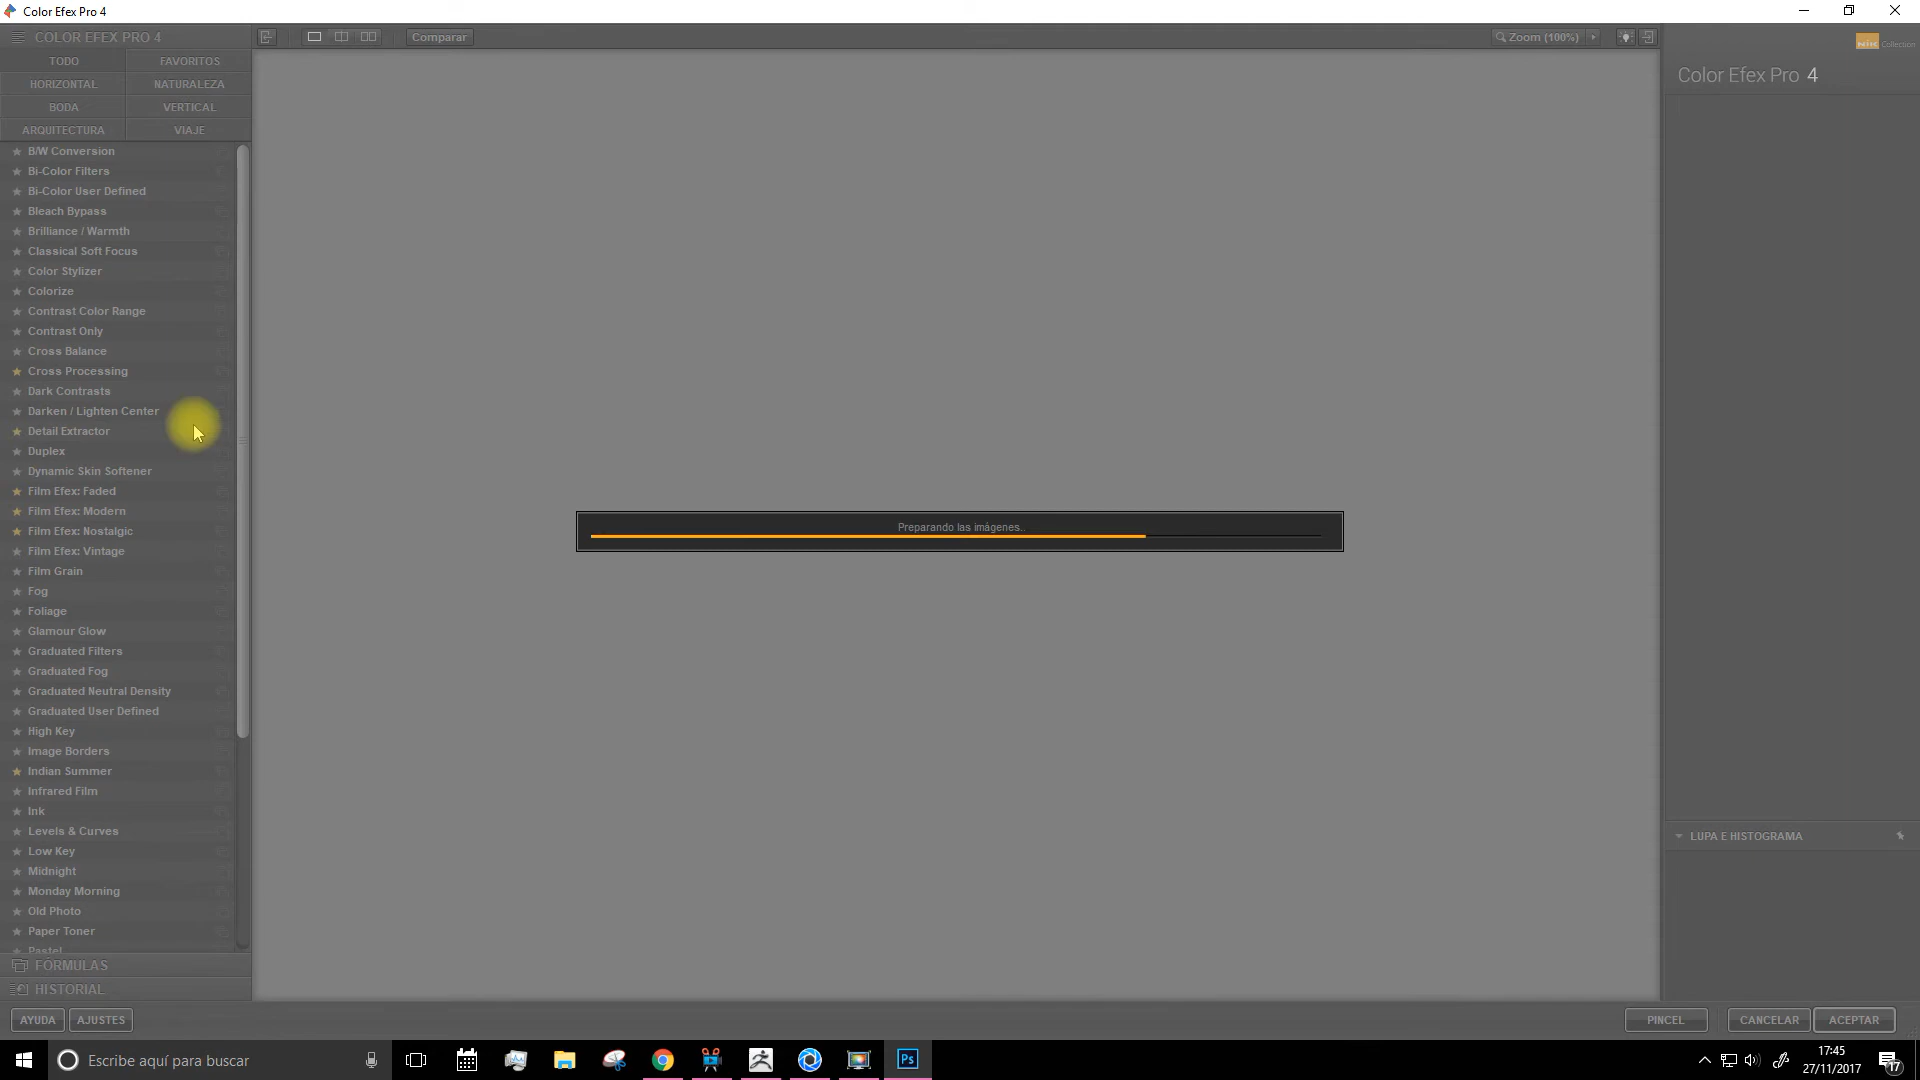 Color Efex Pro 4
COLOR EFEX PRO 4
Comparar
Zoom (100%)
Nik Collection
Color Efex Pro 4
TODO
FAVORITOS
HORIZONTAL
NATURALEZA
BODA
VERTICAL
ARQUITECTURA
VIAJE
B/W Conversion
Bi-Color Filters
Bi-Color User Defined
Bleach Bypass
Brilliance / Warmth
Classical Soft Focus
Color Stylizer
Colorize
Contrast Color Range
Contrast Only
Cross Balance
Cross Processing
Dark Contrasts
Darken / Lighten Center
Detail Extractor
Duplex
Dynamic Skin Softener
Film Efex: Faded
Film Efex: Modern
Film Efex: Nostalgic
Film Efex: Vintage
Film Grain
Fog
Foliage
Glamour Glow
Graduated Filters
Graduated Fog
Graduated Neutral Density
Graduated User Defined
High Key
Image Borders
Indian Summer
Infrared Film
Ink
Levels & Curves
Low Key
Midnight
Monday Morning
Old Photo
Paper Toner
Pastel
Preparando las imágenes..
LUPA E HISTOGRAMA
FÓRMULAS
HISTORIAL
AYUDA
AJUSTES
PINCEL
CANCELAR
ACEPTAR
Escribe aquí para buscar
Ps
17:45
27/11/2017
17